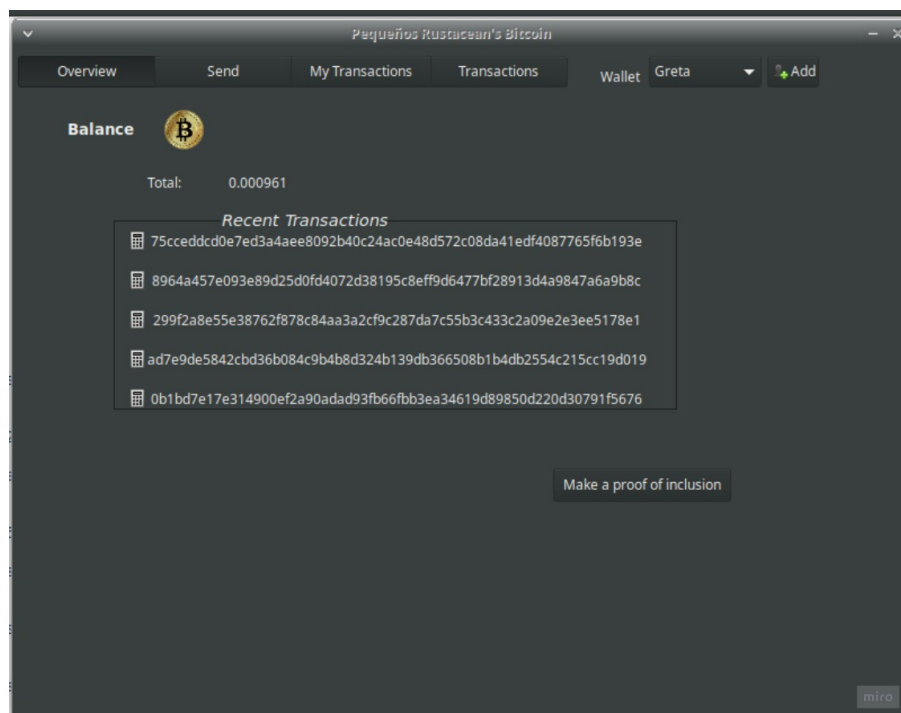 Pequeños Rustacean's Bitcoin
Overview Send My Transactions Transactions Wallet Greta Add
Balance
Total: 0.000961
Recent Transactions
75cceddcd0e7ed3a4aee8092b40c24ac0e48d572c08da41edf4087765f6b193e
8964a457e093e89d25d0fd4072d38195c8eff9d6477bf28913d4a9847a6a9b8c
299f2a8e55e38762f878c84aa3a2cf9c287da7c55b3c433c2a09e2e3ee5178e1
ad7e9de5842cbd36b084c9b4b8d324b139db366508b1b4db2554c215cc19d019
0b1bd7e17e314900ef2a90adad93fb66fbb3ea34619d89850d220d30791f5676
Make a proof of inclusion
miro